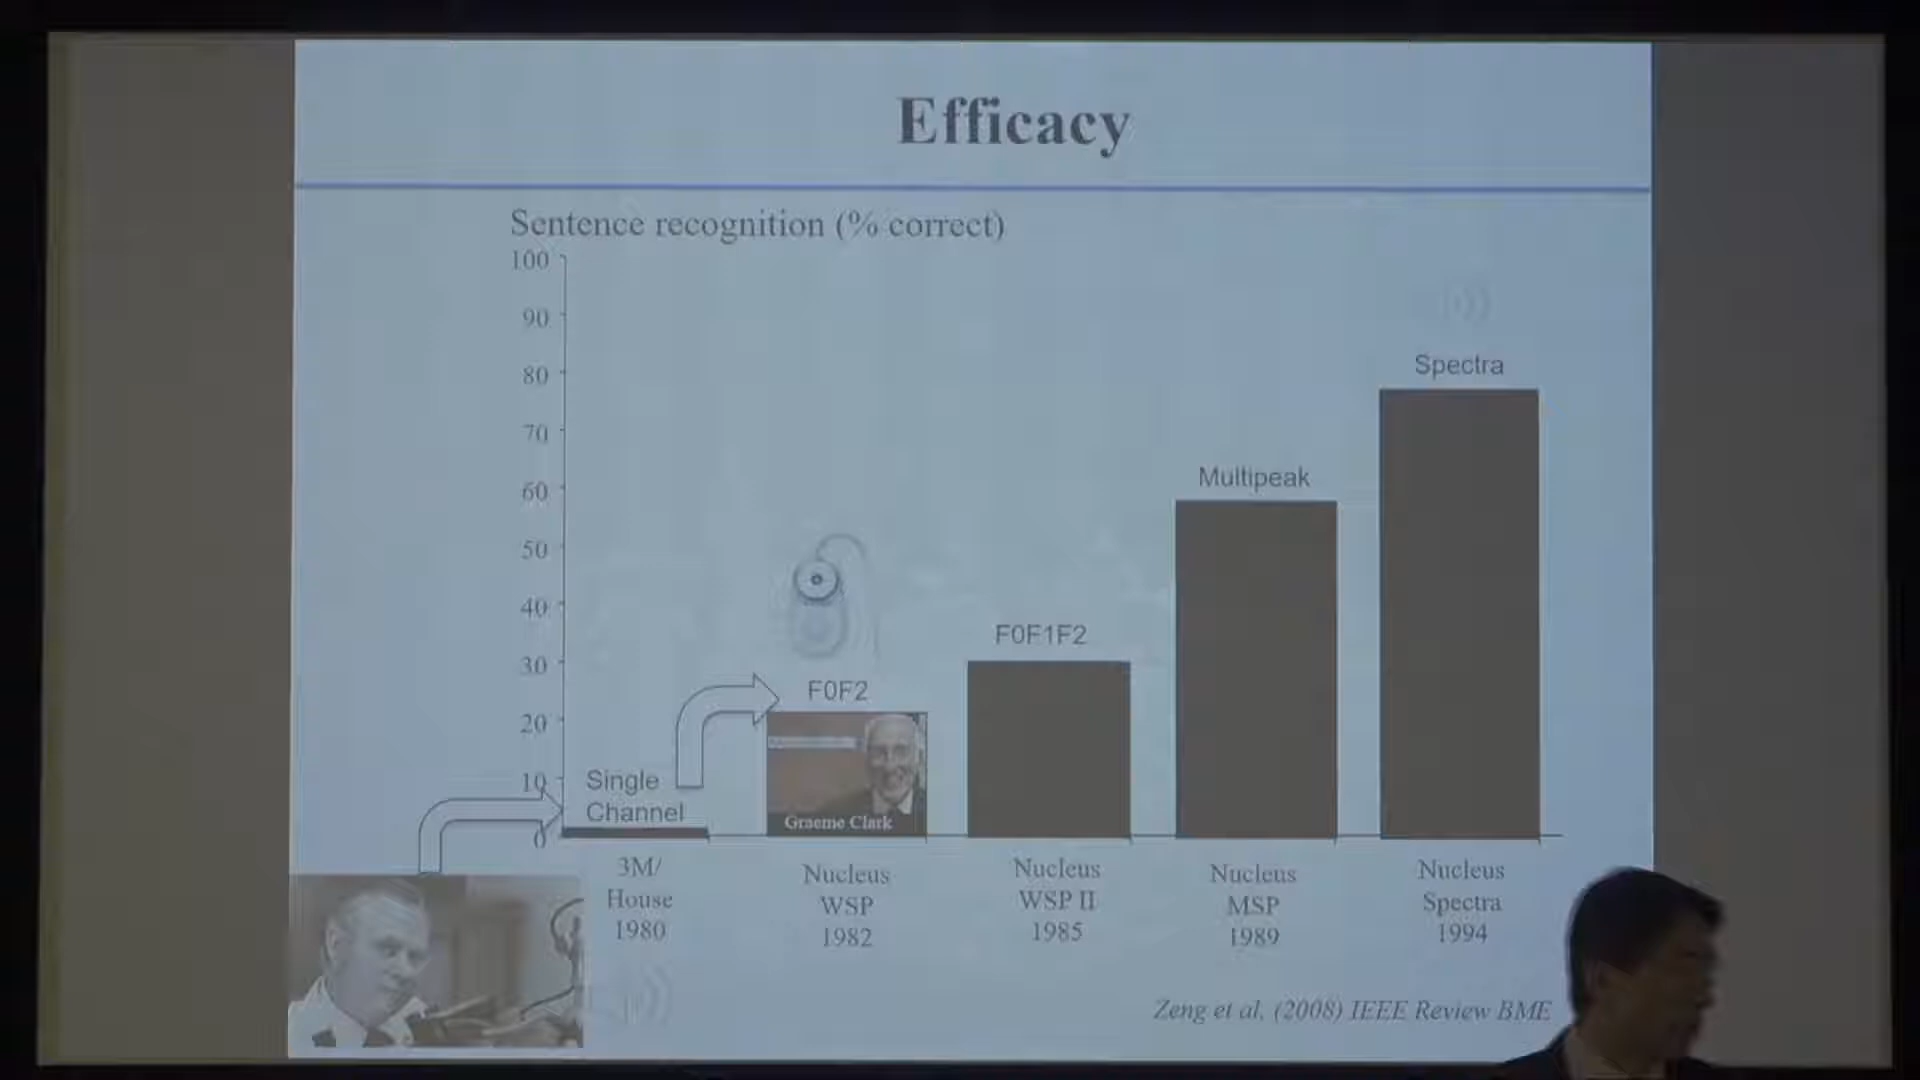 Efficacy
Sentence recognition (% correct)
100
90
80
70
60
50
40
30
20
10
0
Spectra
Multipeak
F0F1F2
F0F2
Single
Channel
Graeme Clark
3M/
House
1980
Nucleus
WSP
1982
Nucleus
WSP II
1985
Nucleus
MSP
1989
Nucleus
Spectra
1994
Zeng et al, (2008) IEEE Review BME